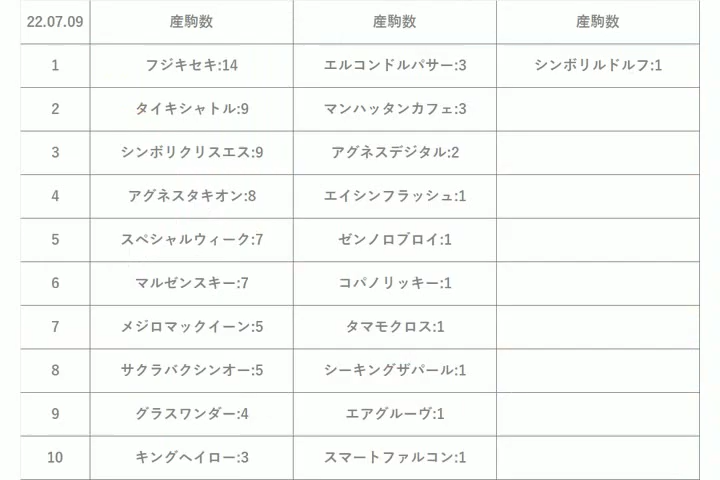 22.07.09 産駒数 産駒数 産駒数
1 フジキセキ:14 エルコンドルパサー:3 シンボリルドルフ:1
2 タイキシャトル:9 マンハッタンカフェ:3
3 シンボリクリスエス:9 アグネスデジタル:2
4 アグネスタキオン:8 エイシンフラッシュ:1
5 スペシャルウィーク:7 ゼンノロブロイ:1
6 マルゼンスキー:7 コパノリッキー:1
7 メジロマックイーン:5 タマモクロス:1
8 サクラバクシンオー:5 シーキングザパール:1
9 グラスワンダー:4 エアグルーヴ:1
10 キングヘイロー:3 スマートファルコン:1